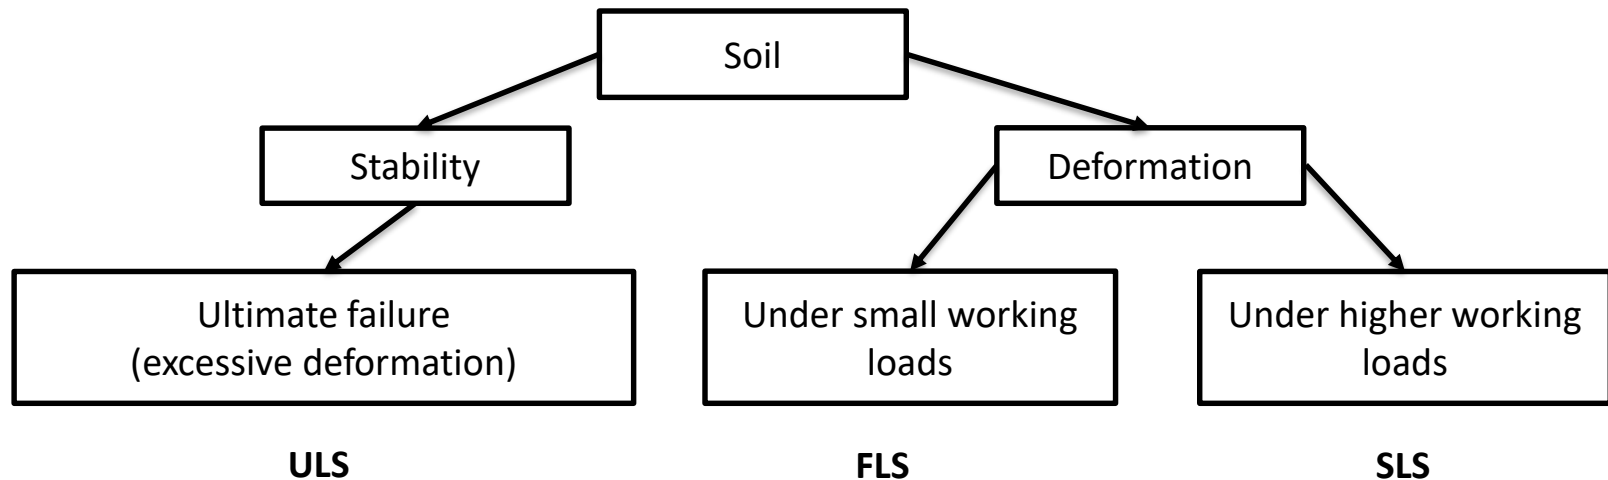 Soil
Stability
Deformation
Ultimate failure
(excessive deformation)
Under small working
loads
Under higher working
loads
ULS
FLS
SLS